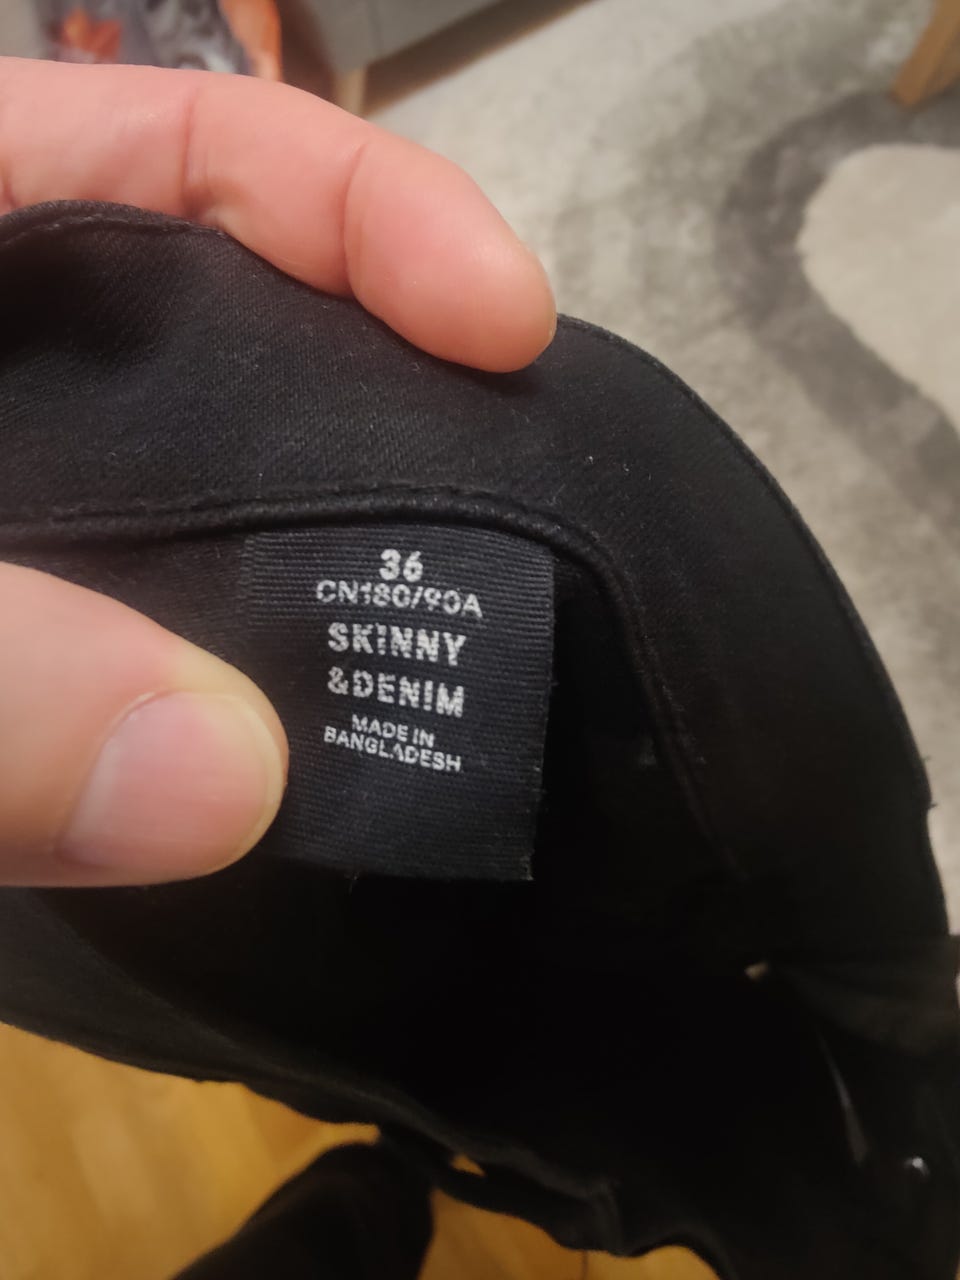 36
CN180/90A
SKINNY
&DENIM
MADE IN
BANGLADESH